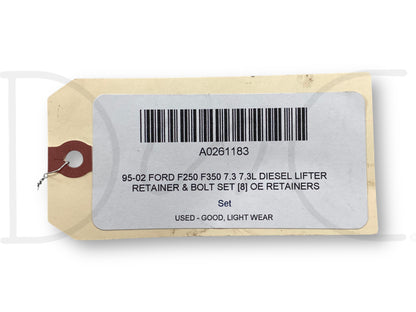 A0261183
95-02 FORD F250 F350 7.3 7.3L DIESEL LIFTER
RETAINER & BOLT SET [8] OE RETAINERS
Set
USED - GOOD, LIGHT WEAR